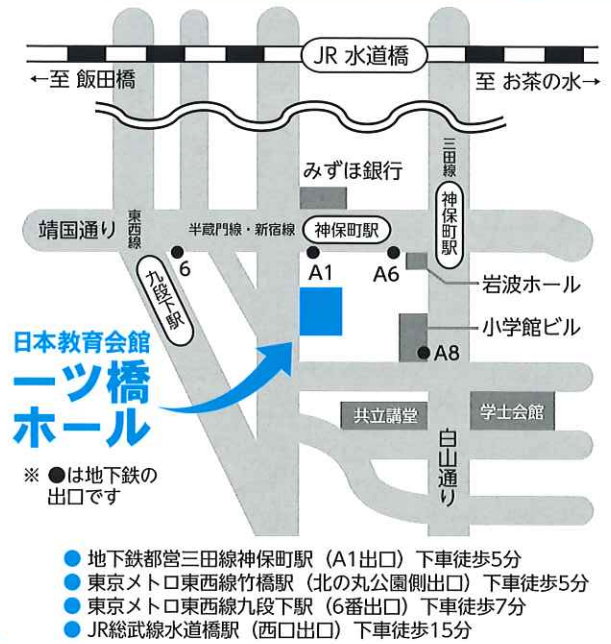 JR 水道橋
←至 飯田橋
至 お茶の水→
三田線
みずほ銀行
神保町駅
靖国通り
東西線
半蔵門線・新宿線
神保町駅
6
A1
A6
九段下駅
岩波ホール
小学館ビル
A8
日本教育会館
一ツ橋
ホール
共立講堂
学士会館
白山通り
※ ●は地下鉄の
出口です
● 地下鉄都営三田線神保町駅（A1出口）下車徒歩5分
● 東京メトロ東西線竹橋駅（北の丸公園側出口）下車徒歩5分
● 東京メトロ東西線九段下駅（6番出口）下車徒歩7分
● JR総武線水道橋駅（西口出口）下車徒歩15分